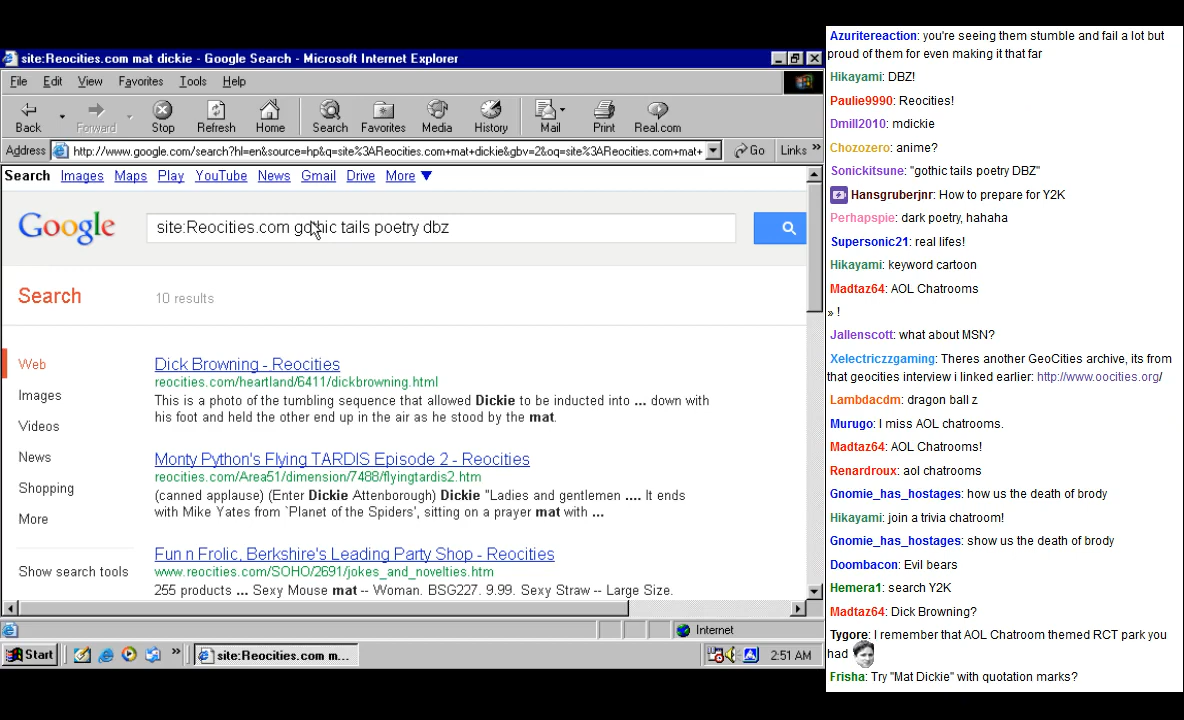 site:Reocities.com mat dickie - Google Search - Microsoft Internet Explorer
File Edit View Favorites Tools Help
Back Forward Stop Refresh Home Search Favorites Media History Mail Print Real.com
Address http://www.google.com/search?hl=en&source=hp&q=site%3AReocities.com+mat+dickie&gbv=2&oq=site%3AReocities.com+mat+ Go Links »
Search Images Maps Play YouTube News Gmail Drive More ▼
Google site:Reocities.com gothic tails poetry dbz
Search 10 results
Web
Images
Videos
News
Shopping
More
Show search tools
Dick Browning - Reocities
reocities.com/heartland/6411/dickbrowning.html
This is a photo of the tumbling sequence that allowed Dickie to be inducted into ... down with
his foot and held the other end up in the air as he stood by the mat.
Monty Python's Flying TARDIS Episode 2 - Reocities
reocities.com/Area51/dimension/7488/flyingtardis2.htm
(canned applause) (Enter Dickie Attenborough) Dickie "Ladies and gentlemen .... It ends
with Mike Yates from `Planet of the Spiders', sitting on a prayer mat with ...
Fun n Frolic, Berkshire's Leading Party Shop - Reocities
www.reocities.com/SOHO/2691/jokes_and_novelties.htm
255 products ... Sexy Mouse mat -- Woman. BSG227. 9.99. Sexy Straw -- Large Size.
Internet
Start » site:Reocities.com m... 2:51 AM
Azuritereaction: you're seeing them stumble and fail a lot but
proud of them for even making it that far
Hikayami: DBZ!
Paulie9990: Reocities!
Dmill2010: mdickie
Chozozero: anime?
Sonickitsune: "gothic tails poetry DBZ"
Hansgruberjnr: How to prepare for Y2K
Perhapspie: dark poetry, hahaha
Supersonic21: real lifes!
Hikayami: keyword cartoon
Madtaz64: AOL Chatrooms
» !
Jallenscott: what about MSN?
Xelectriczzgaming: Theres another GeoCities archive, its from
that geocities interview i linked earlier: http://www.oocities.org/
Lambdacdm: dragon ball z
Murugo: I miss AOL chatrooms.
Madtaz64: AOL Chatrooms!
Renardroux: aol chatrooms
Gnomie_has_hostages: how us the death of brody
Hikayami: join a trivia chatroom!
Gnomie_has_hostages: show us the death of brody
Doombacon: Evil bears
Hemera1: search Y2K
Madtaz64: Dick Browning?
Tygore: I remember that AOL Chatroom themed RCT park you
had
Frisha: Try "Mat Dickie" with quotation marks?